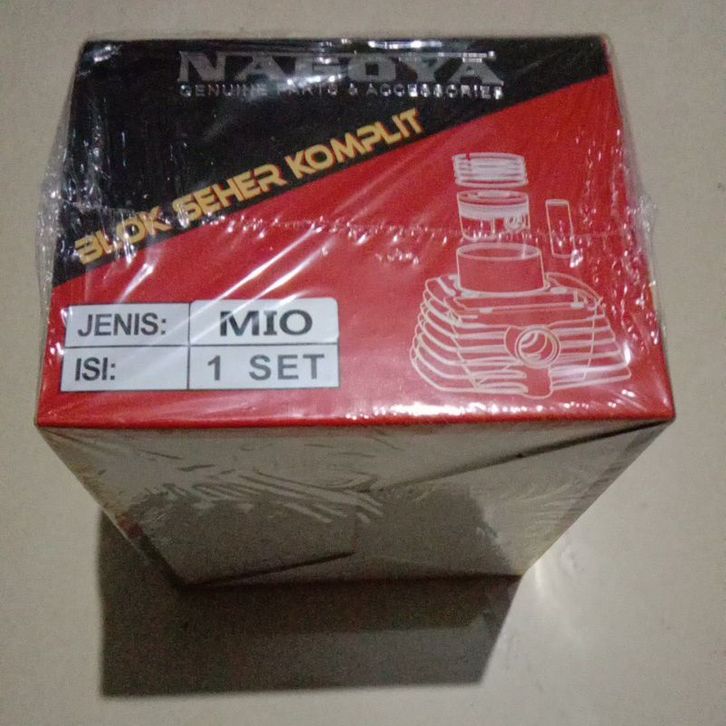 NAGOYA
GENUINE PARTS & ACCESSORIES
BLOK SEHER KOMPLIT
JENIS: MIO
ISI: 1 SET